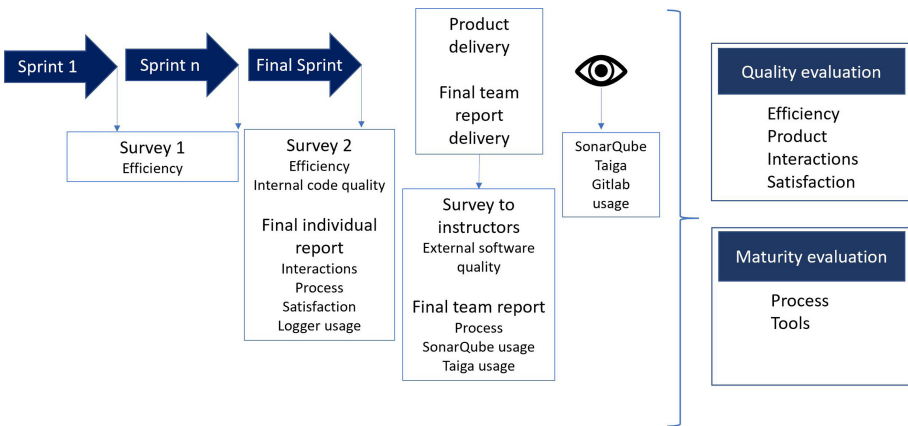 Sprint 1
Sprint n
Final Sprint
Survey 1
Efficiency
Survey 2
Efficiency
Internal code quality
Final individual
report
Interactions
Process
Satisfaction
Logger usage
Product
delivery
Final team
report
delivery
Survey to
instructors
External software
quality
Final team report
Process
SonarQube usage
Taiga usage
SonarQube
Taiga
Gitlab
usage
Quality evaluation
Efficiency
Product
Interactions
Satisfaction
Maturity evaluation
Process
Tools